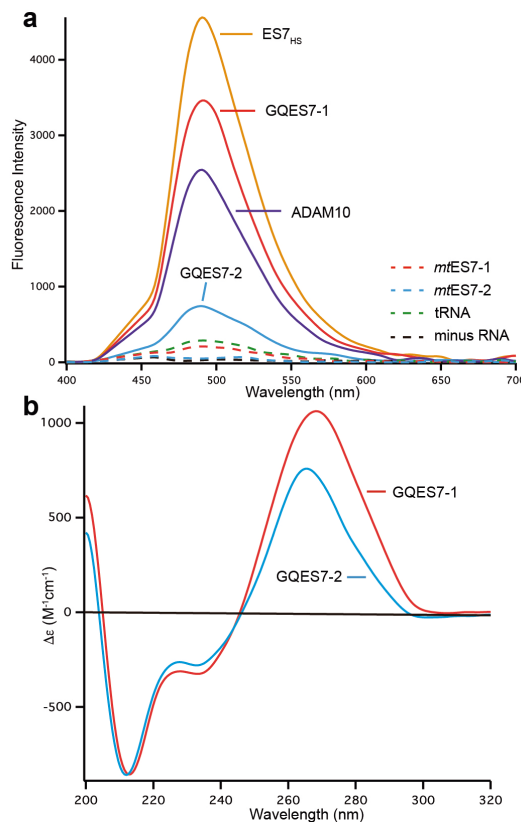 a
4000
3000
2000
1000
0
Fluorescence Intensity
ES7HS
GQES7-1
ADAM10
GQES7-2
mtES7-1
mtES7-2
tRNA
minus RNA
400 450 500 550 600 650 700
Wavelength (nm)
b
1000
500
0
-500
Δε (M-1cm-1)
GQES7-1
GQES7-2
200 220 240 260 280 300 320
Wavelength (nm)